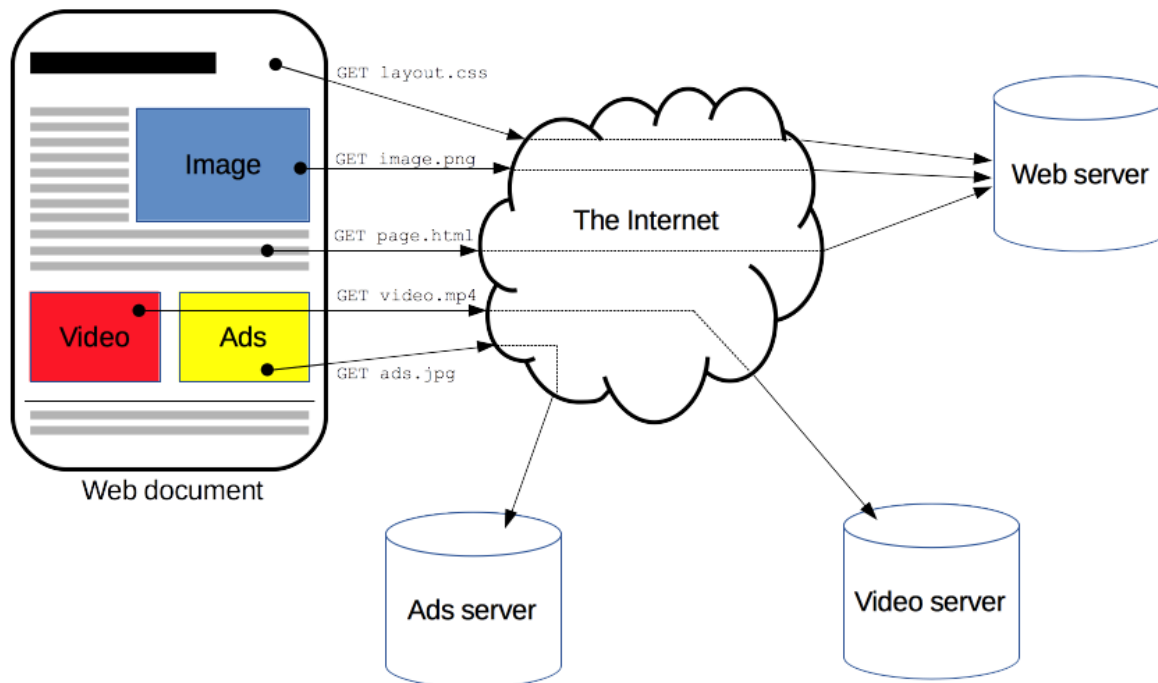 GET layout.css
Image
GET image.png
Web server
The Internet
GET page.html
GET video.mp4
Video
Ads
GET ads.jpg
Web document
Ads server
Video server